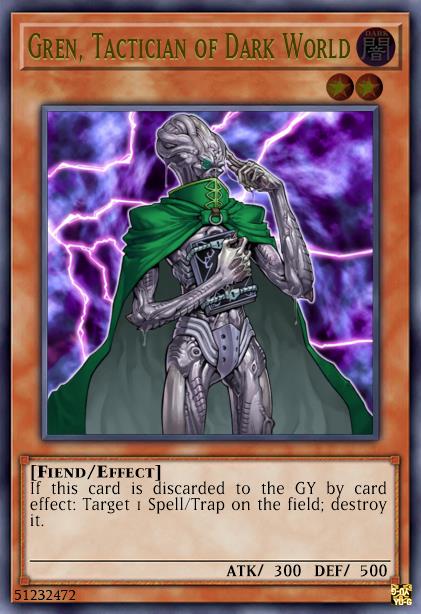 GREN, TACTICIAN OF DARK WORLD
DARK
闇
[FIEND/EFFECT]
If this card is discarded to the GY by card
effect: Target 1 Spell/Trap on the field; destroy
it.
ATK/ 300 DEF/ 500
51232472